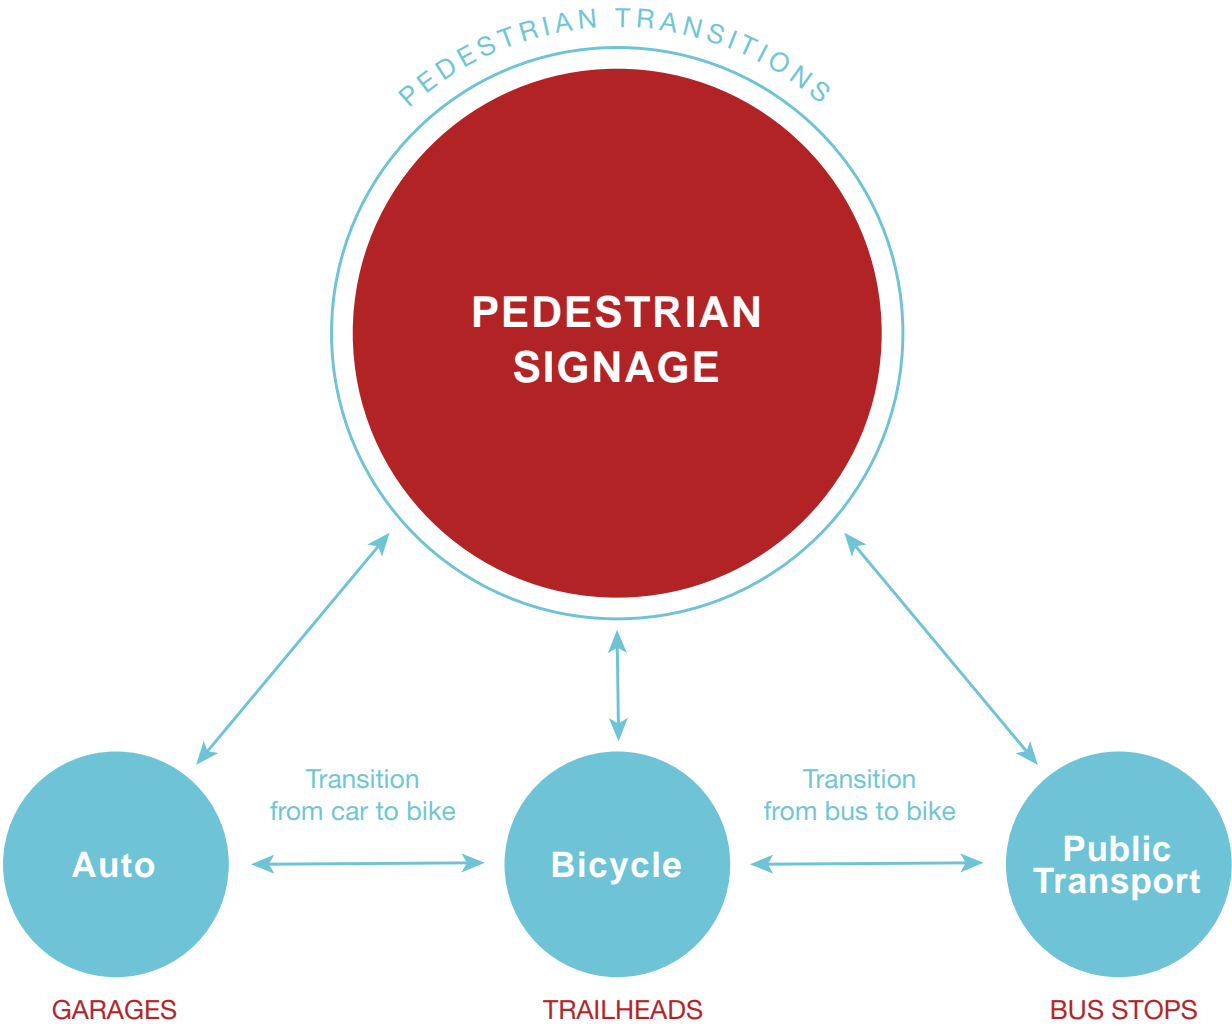 PEDESTRIAN TRANSITIONS
PEDESTRIAN
SIGNAGE
Transition
from car to bike
Transition
from bus to bike
Auto
Bicycle
Public
Transport
GARAGES
TRAILHEADS
BUS STOPS